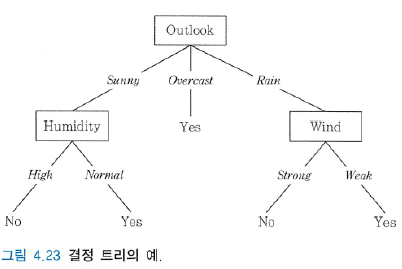 Outlook
Sunny Overcast Rain
Humidity Yes Wind
High Normal Strong Weak
No Yes No Yes
그림 4.23 결정 트리의 예.